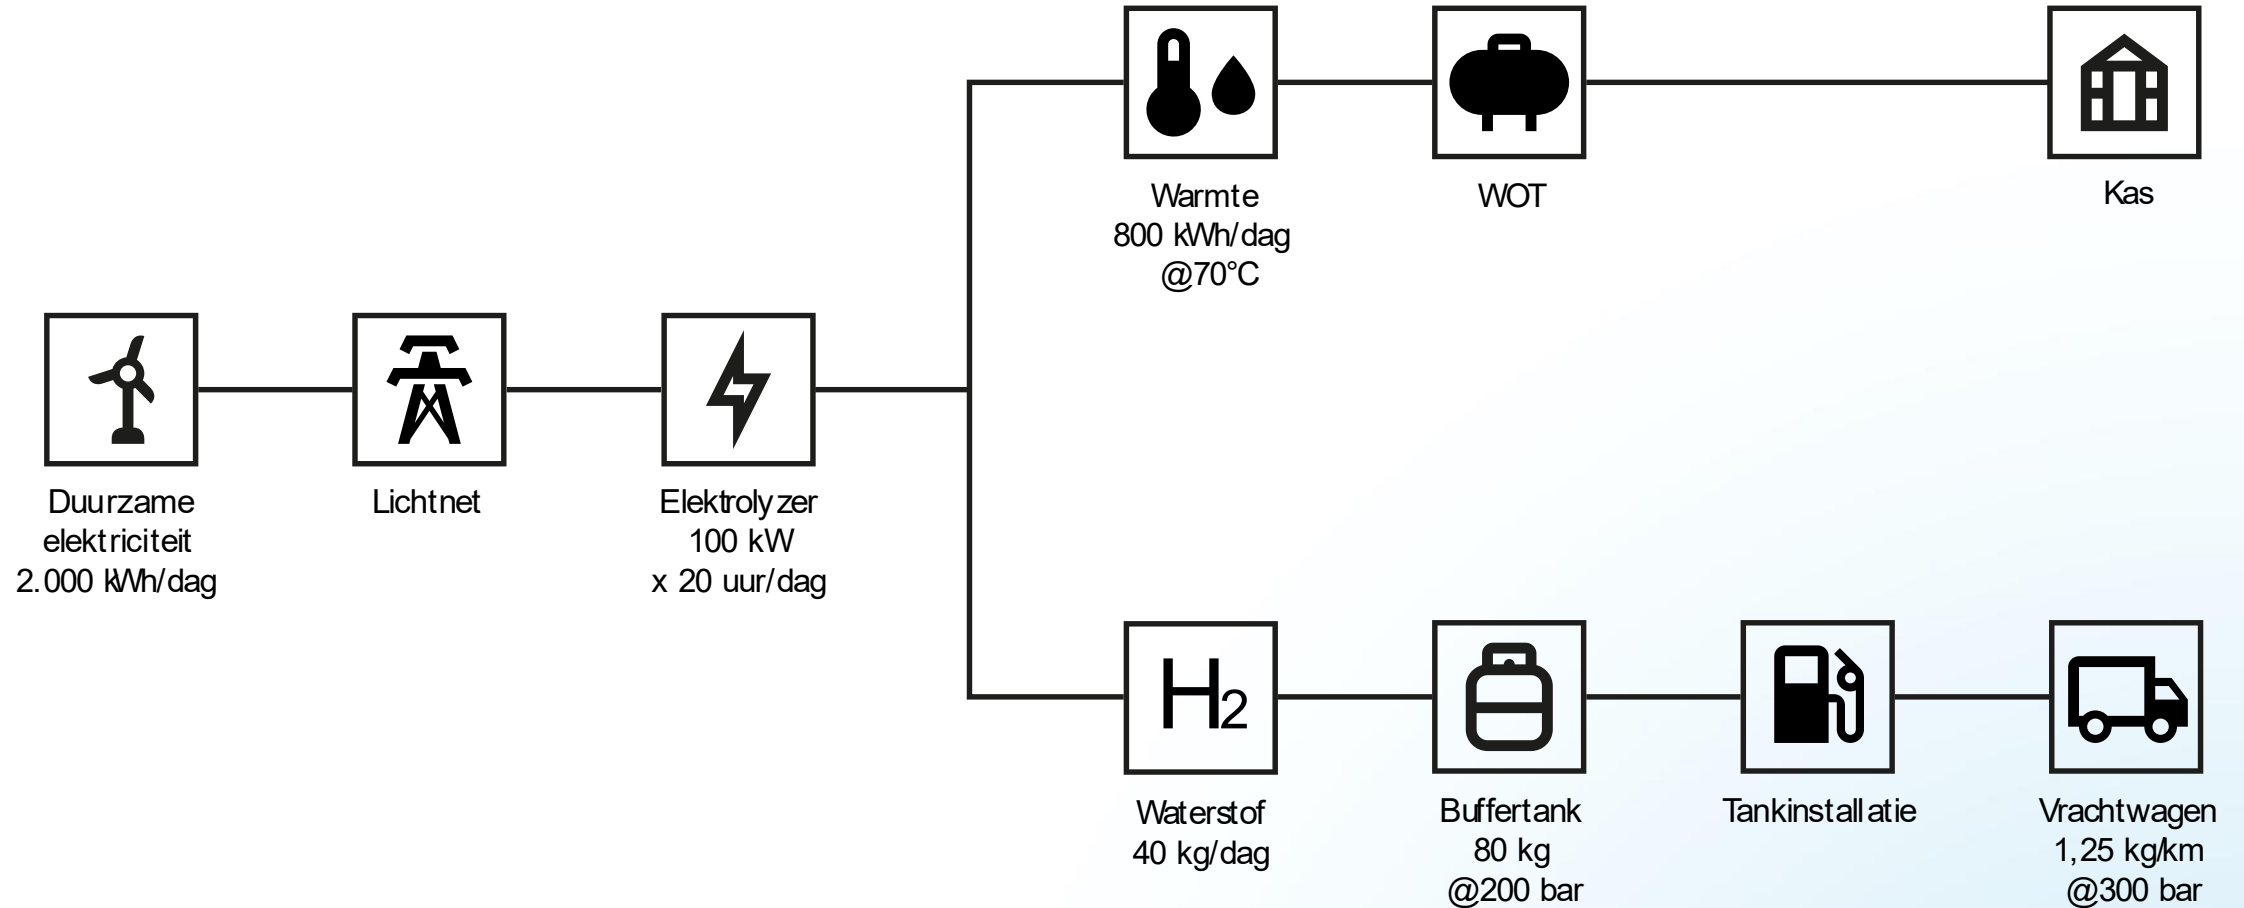 Warmte
800 kWh/dag
@70°C
WOT
Kas
Duurzame
elektriciteit
2.000 kWh/dag
Lichtnet
Elektrolyzer
100 kW
x 20 uur/dag
H2
Waterstof
40 kg/dag
Buffertank
80 kg
@200 bar
Tankinstallatie
Vrachtwagen
1,25 kg/km
@300 bar